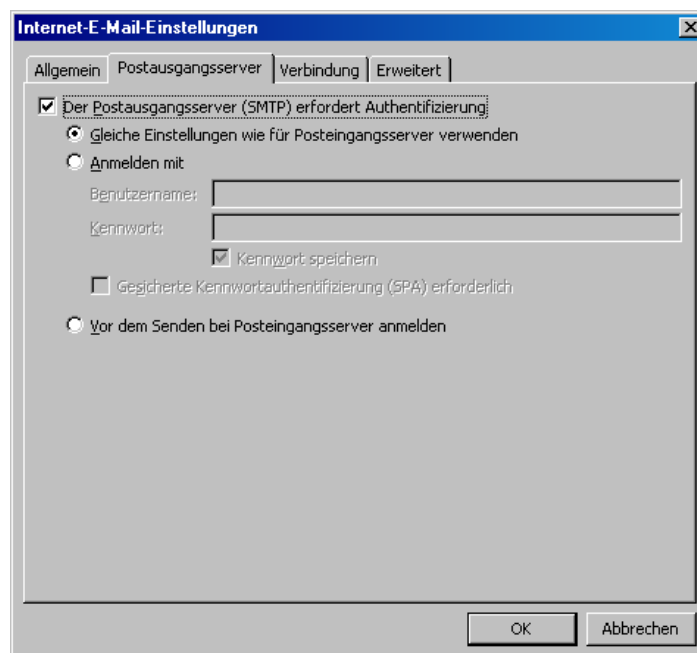 Internet-E-Mail-Einstellungen
Allgemein Postausgangsserver Verbindung Erweitert
Der Postausgangsserver (SMTP) erfordert Authentifizierung
Gleiche Einstellungen wie für Posteingangsserver verwenden
Anmelden mit
Benutzername:
Kennwort:
Kennwort speichern
Gesicherte Kennwortauthentifizierung (SPA) erforderlich
Vor dem Senden bei Posteingangsserver anmelden
OK Abbrechen